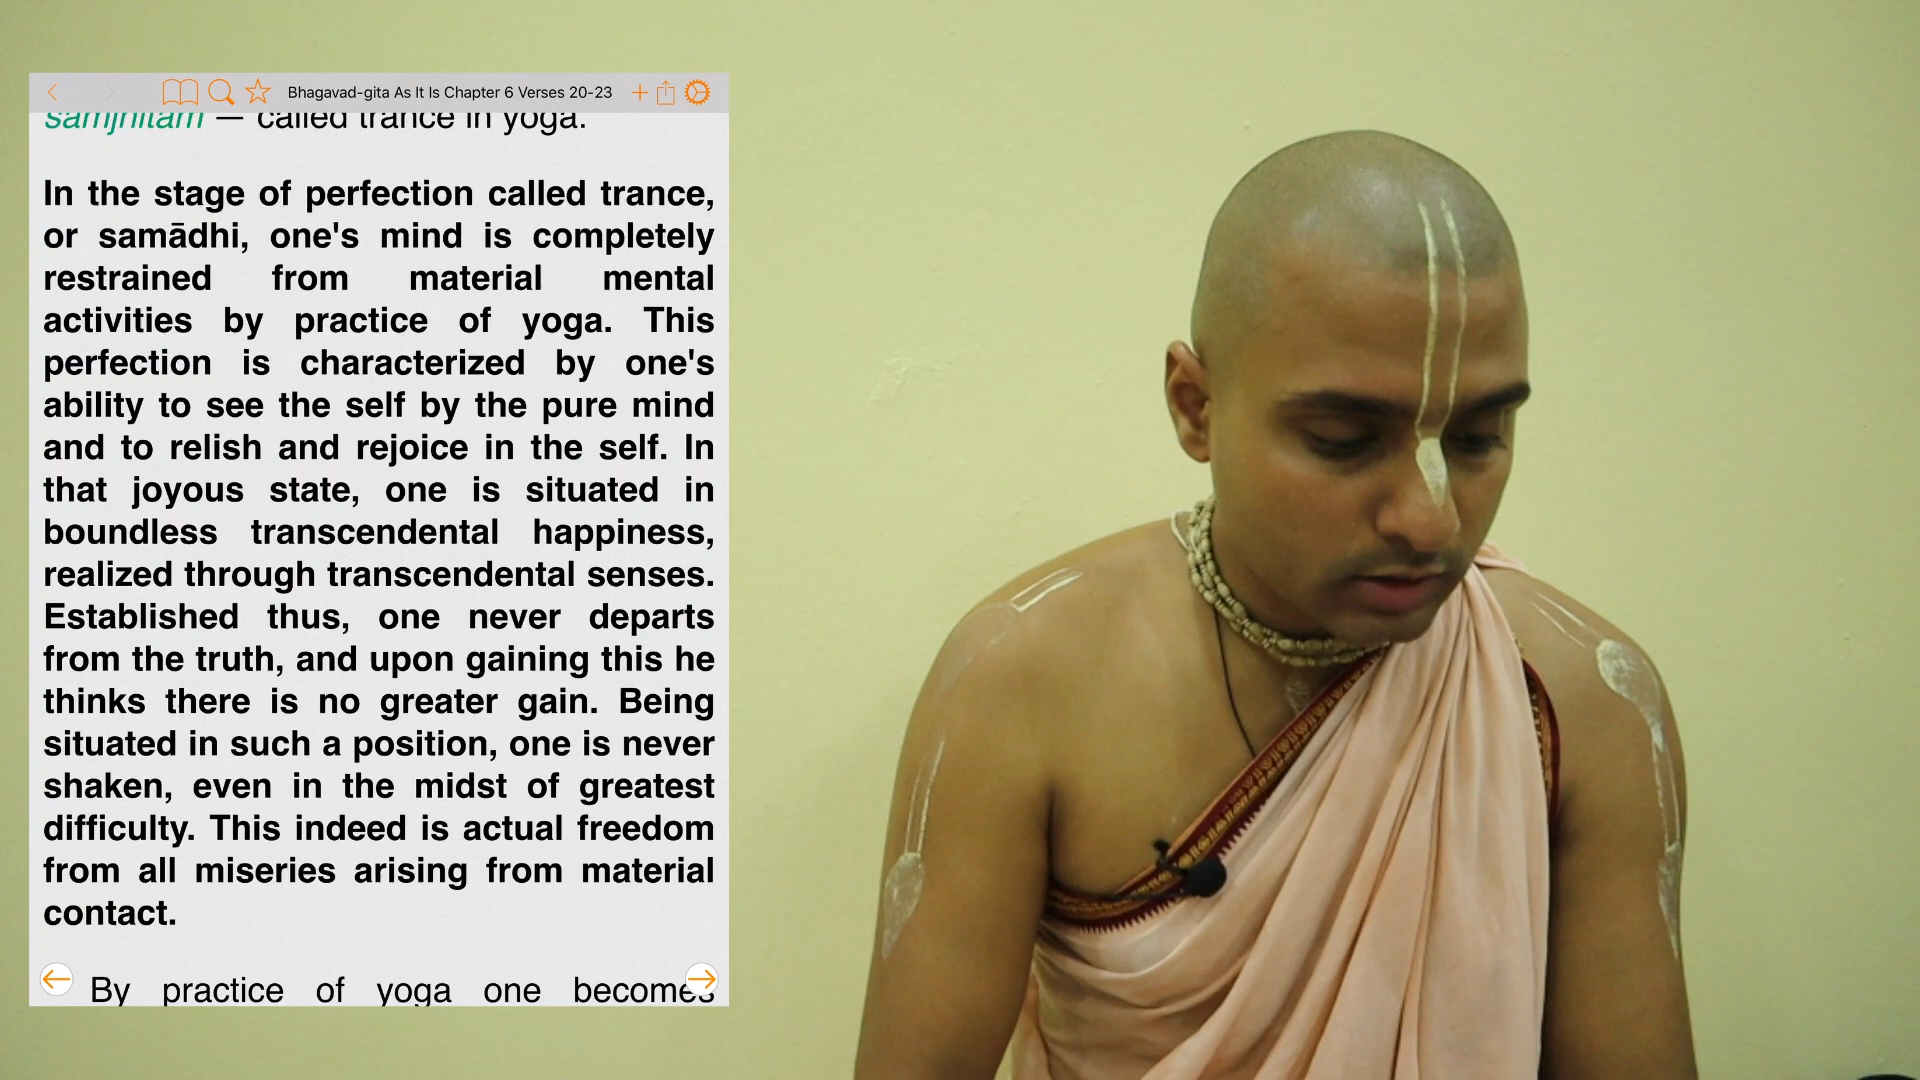 Bhagavad-gita As It Is Chapter 6 Verses 20-23
saṁjñitam — called trance in yoga.
In the stage of perfection called trance,
or samādhi, one's mind is completely
restrained from material mental
activities by practice of yoga. This
perfection is characterized by one's
ability to see the self by the pure mind
and to relish and rejoice in the self. In
that joyous state, one is situated in
boundless transcendental happiness,
realized through transcendental senses.
Established thus, one never departs
from the truth, and upon gaining this he
thinks there is no greater gain. Being
situated in such a position, one is never
shaken, even in the midst of greatest
difficulty. This indeed is actual freedom
from all miseries arising from material
contact.
By practice of yoga one becomes